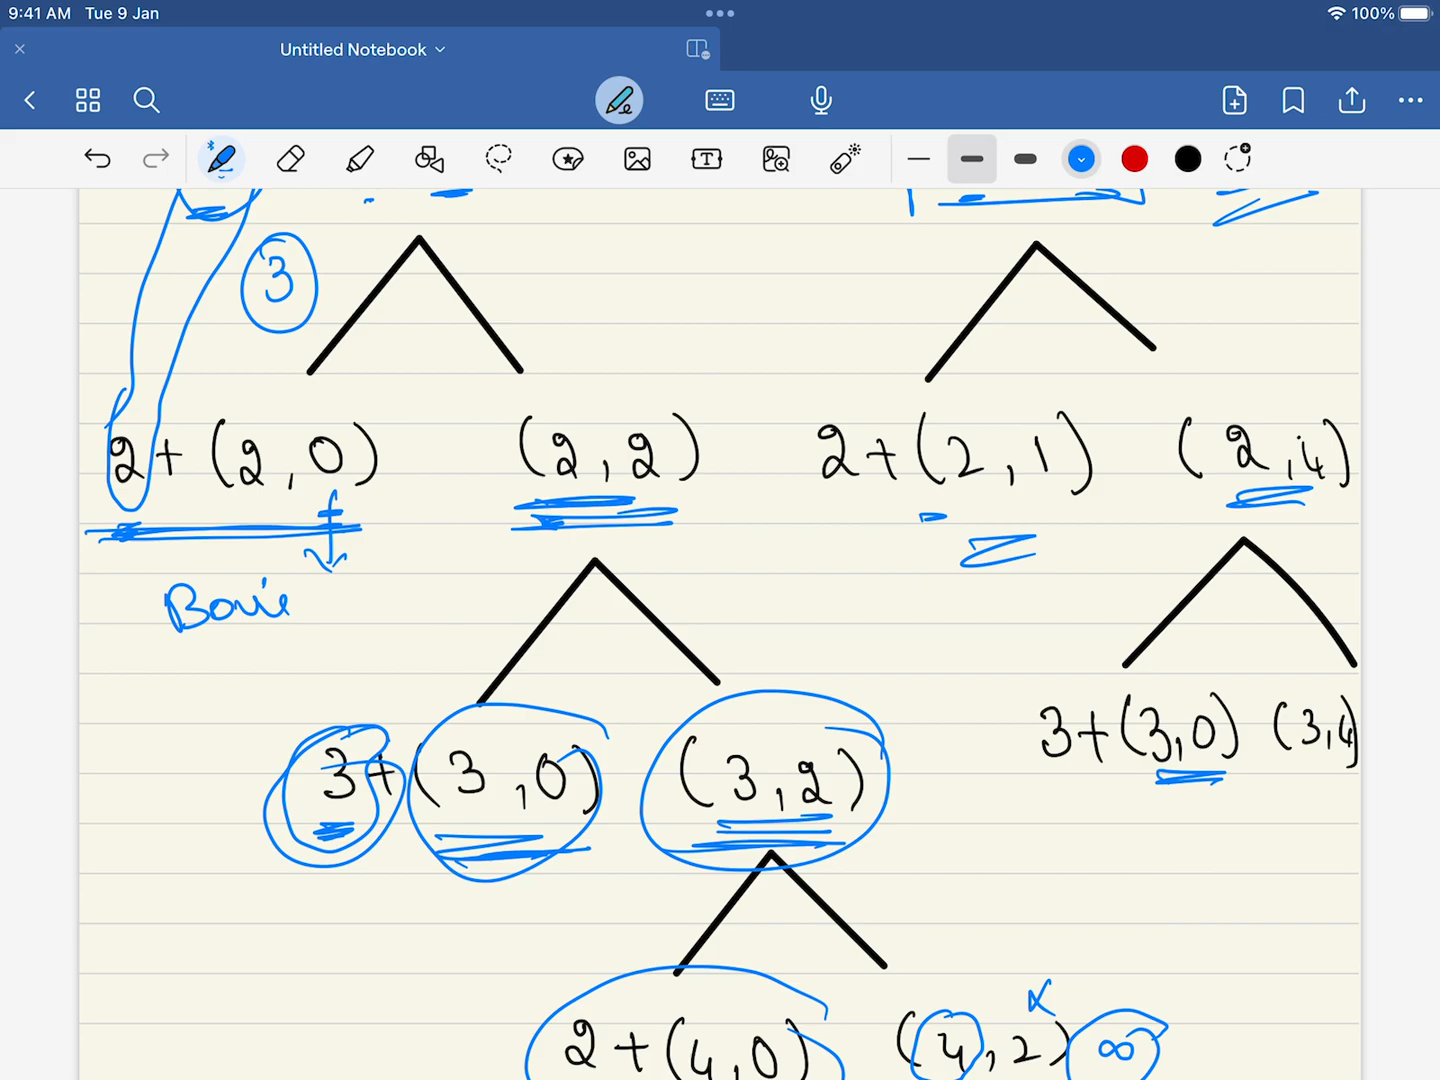 9:41 AM Tue 9 Jan 100%
Untitled Notebook
3
2 + (2, 0) (2, 2) 2 + (2, 1) (2, 4)
3 + (3, 0) (3, 4)
3 + (3, 0) (3, 2)
2 + (4, 0) (4, 2) ∞